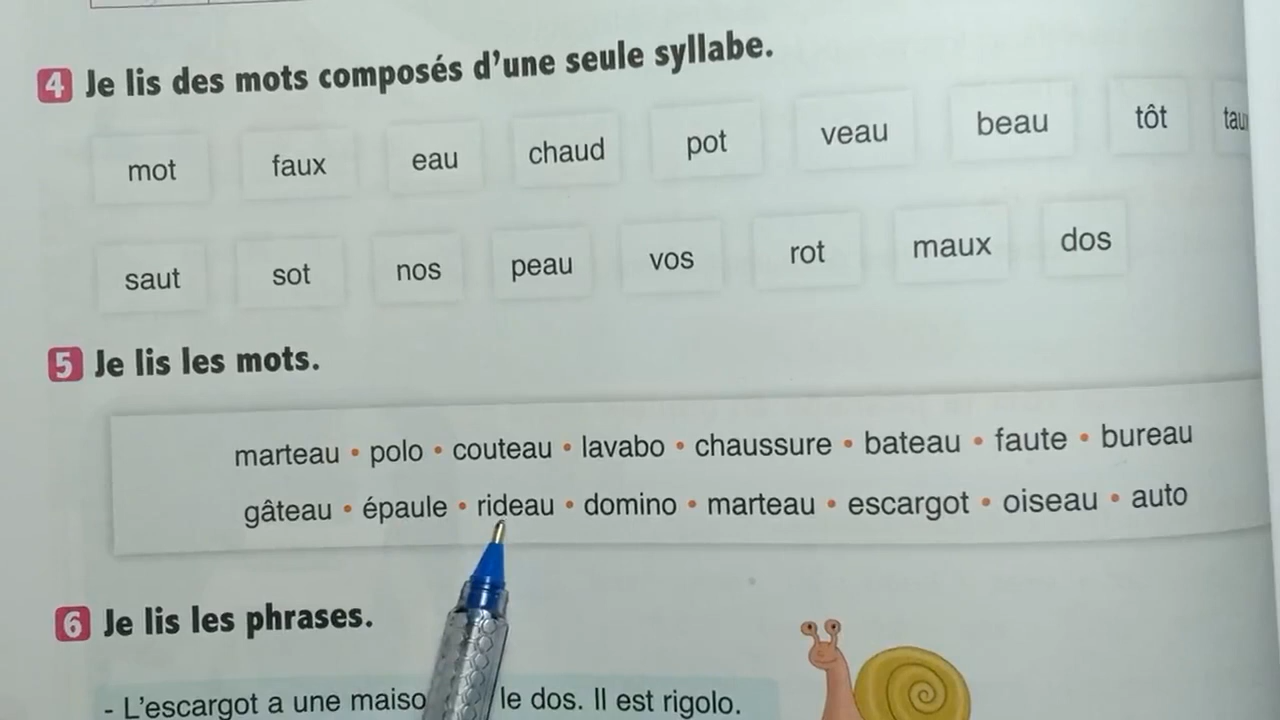 4 Je lis des mots composés d'une seule syllabe.
mot faux eau chaud pot veau beau tôt
saut sot nos peau vos rot maux dos
5 Je lis les mots.
marteau • polo • couteau • lavabo • chaussure • bateau • faute • bureau
gâteau • épaule • rideau • domino • marteau • escargot • oiseau • auto
6 Je lis les phrases.
- L'escargot a une le dos. Il est rigolo.